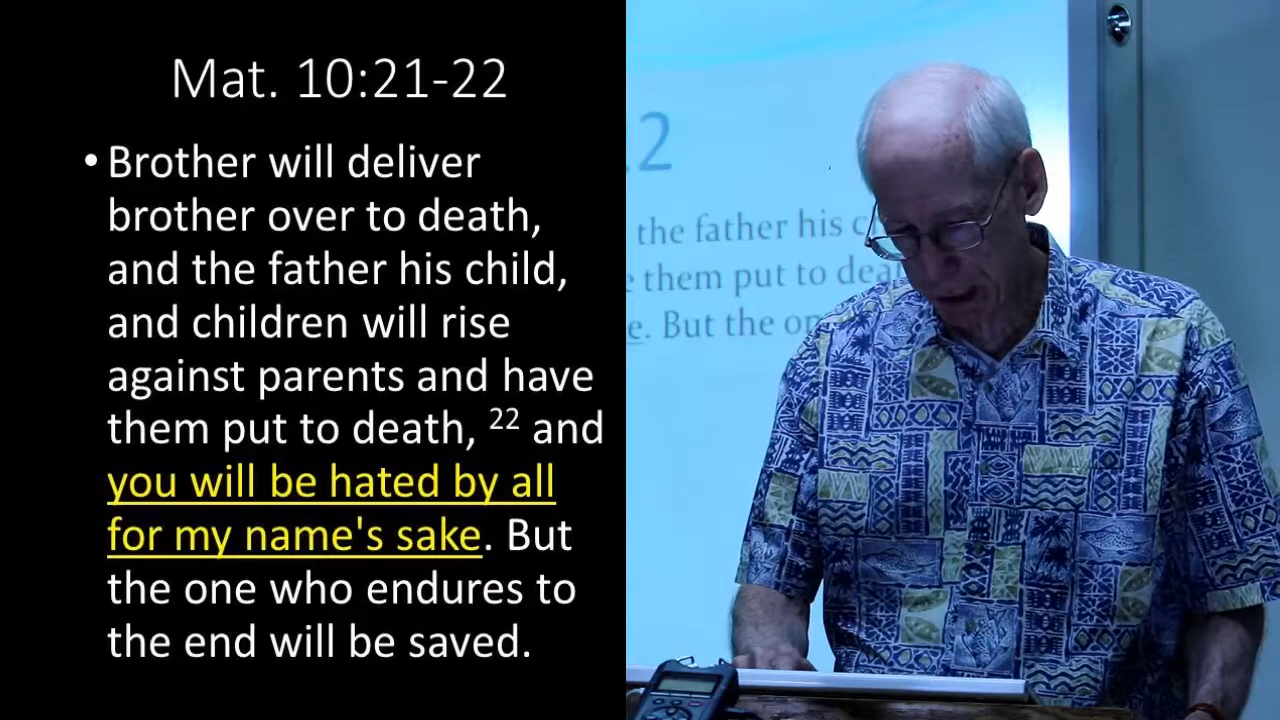 Mat. 10:21-22
• Brother will deliver
brother over to death,
and the father his child,
and children will rise
against parents and have
them put to death, ²² and
you will be hated by all
for my name's sake. But
the one who endures to
the end will be saved.
.2
the father his
them put to
. But the